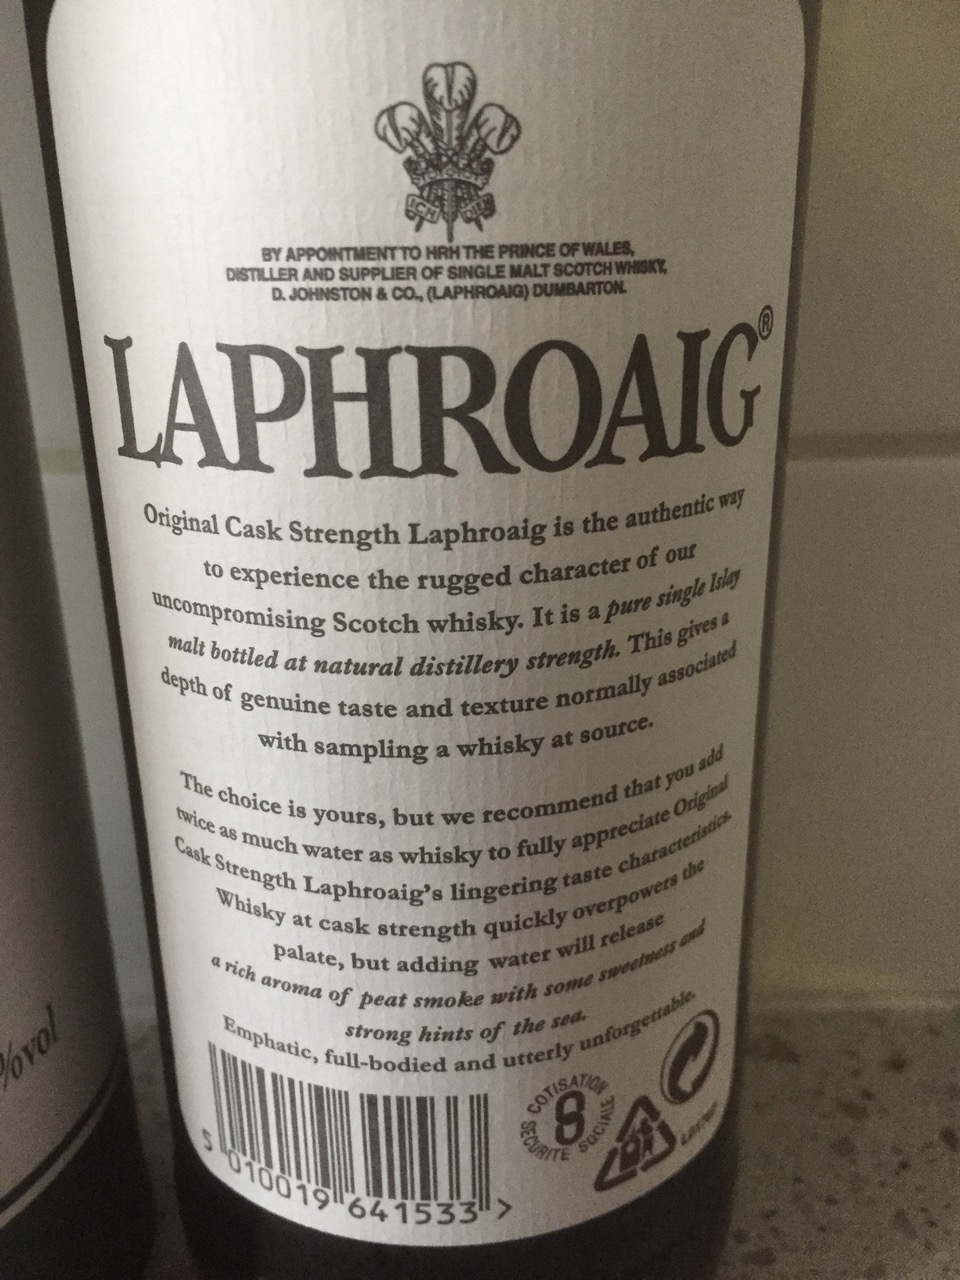 ICH DIEN
BY APPOINTMENT TO HRH THE PRINCE OF WALES,
DISTILLER AND SUPPLIER OF SINGLE MALT SCOTCH WHISKY,
D. JOHNSTON & CO., (LAPHROAIG) DUMBARTON.
LAPHROAIG®
Original Cask Strength Laphroaig is the authentic way
to experience the rugged character of our
uncompromising Scotch whisky. It is a pure single Islay
malt bottled at natural distillery strength. This gives a
depth of genuine taste and texture normally associated
with sampling a whisky at source.
The choice is yours, but we recommend that you add
twice as much water as whisky to fully appreciate Original
Cask Strength Laphroaig's lingering taste characteristics.
Whisky at cask strength quickly overpowers the
palate, but adding water will release
a rich aroma of peat smoke with some sweetness and
strong hints of the sea.
Emphatic, full-bodied and utterly unforgettable.
%vol
COTISATION
SECURITE SOCIALE
5 010019 641533 >